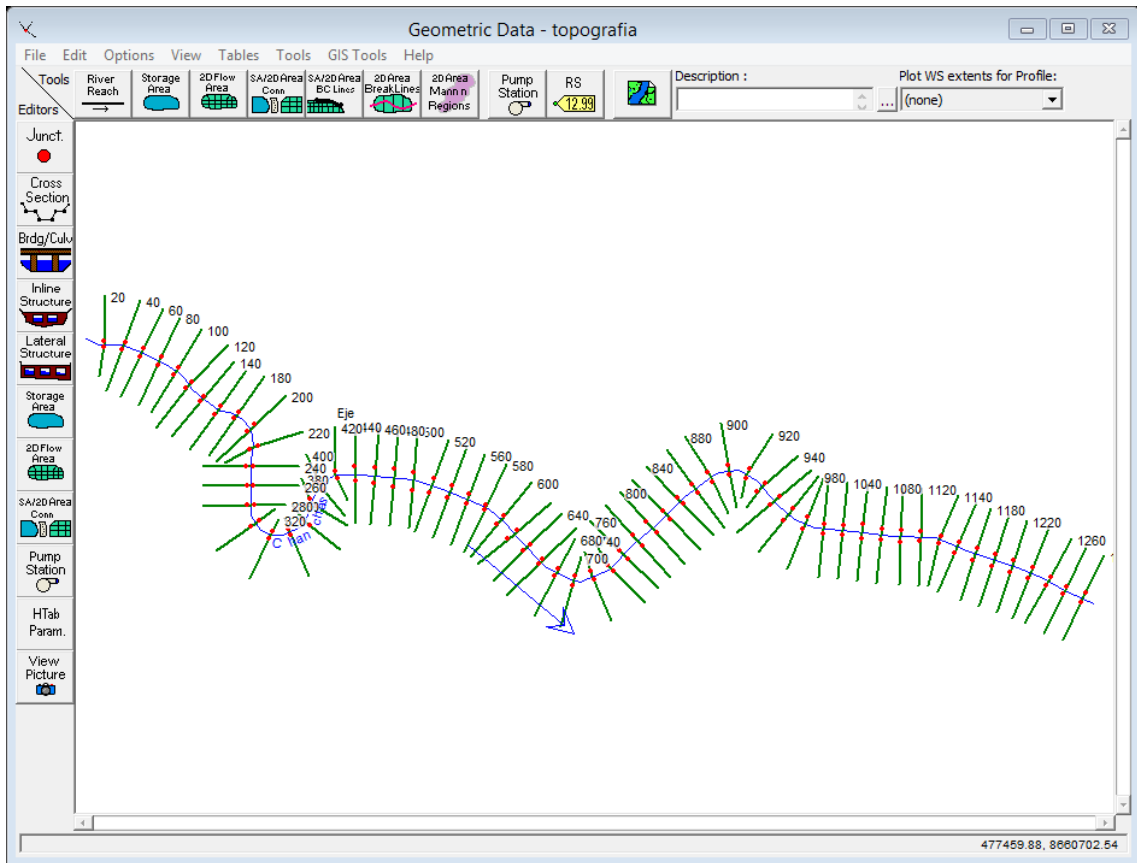 Geometric Data - topografia
File Edit Options View Tables Tools GIS Tools Help
Tools
Editors
River Reach
Storage Area
2D Flow Area
SA/2D Area Conn
SA/2D Area BC Lines
2D Area BreakLines
2D Area Mann n Regions
Pump Station
RS
12.99
Description :
...
Plot WS extents for Profile:
(none)
Junct.
Cross Section
Brdg/Culv
Inline Structure
Lateral Structure
Storage Area
2D Flow Area
SA/2D Area Conn
Pump Station
HTab Param.
View Picture
20
40
60
80
100
120
140
180
200
220
400
240
380
260
280
320
Eje
420
440
460
480
500
520
560
580
600
640
680
700
760
800
840
880
900
920
940
980
1040
1080
1120
1140
1180
1220
1260
477459.88, 8660702.54